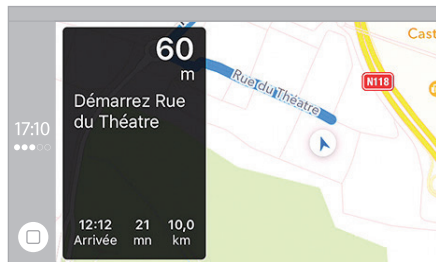 60
m
Démarrez Rue
du Théatre
17:10
12:12 21 10,0
Arrivée mn km
Rue du Théatre
N118
Cast